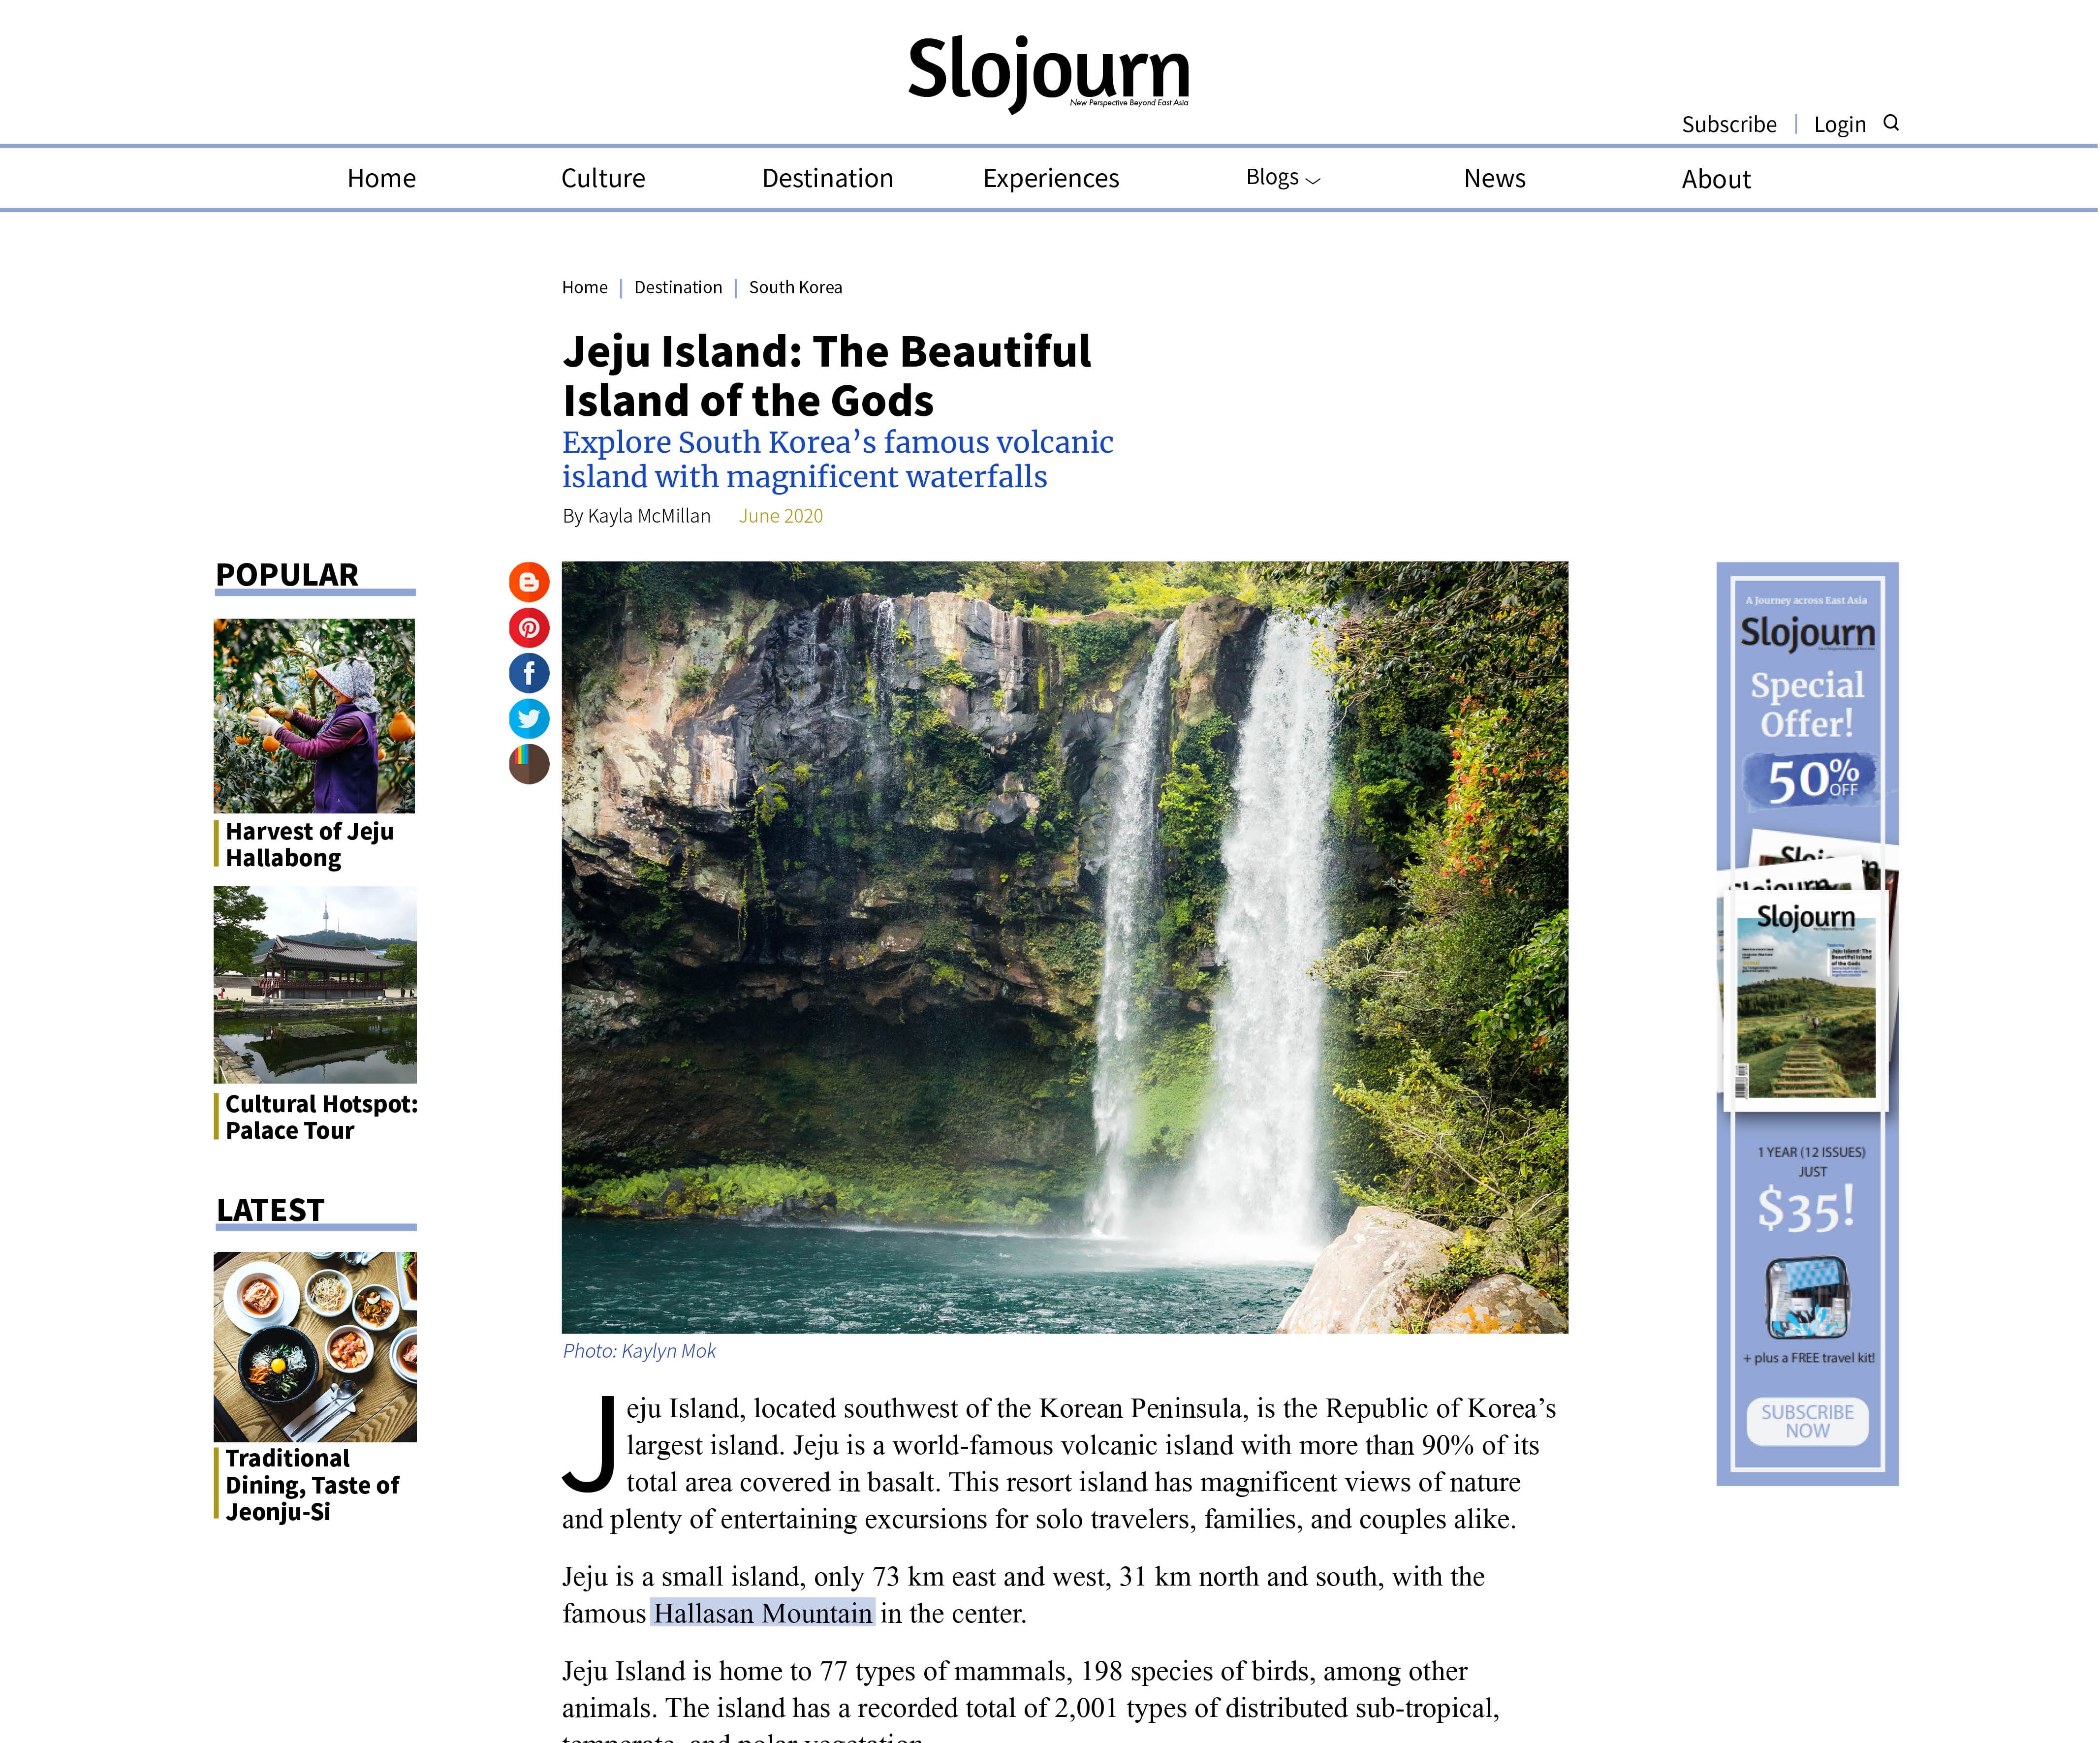 Slojourn
New Perspective Beyond East Asia
Subscribe | Login
Home Culture Destination Experiences Blogs News About
Home | Destination | South Korea
Jeju Island: The Beautiful
Island of the Gods
Explore South Korea’s famous volcanic
island with magnificent waterfalls
By Kayla McMillan June 2020
POPULAR
Harvest of Jeju
Hallabong
Cultural Hotspot:
Palace Tour
LATEST
Traditional
Dining, Taste of
Jeonju-Si
Photo: Kaylyn Mok
Jeju Island, located southwest of the Korean Peninsula, is the Republic of Korea’s
largest island. Jeju is a world-famous volcanic island with more than 90% of its
total area covered in basalt. This resort island has magnificent views of nature
and plenty of entertaining excursions for solo travelers, families, and couples alike.
Jeju is a small island, only 73 km east and west, 31 km north and south, with the
famous Hallasan Mountain in the center.
Jeju Island is home to 77 types of mammals, 198 species of birds, among other
animals. The island has a recorded total of 2,001 types of distributed sub-tropical,
temperate, and polar vegetation.
A Journey across East Asia
Slojourn
Special
Offer!
50%
OFF
Slojourn
Slojourn
Slojourn
Jeju Island: The
Beautiful Island
of the Gods
1 YEAR (12 ISSUES)
JUST
$35!
+ plus a FREE travel kit!
SUBSCRIBE
NOW